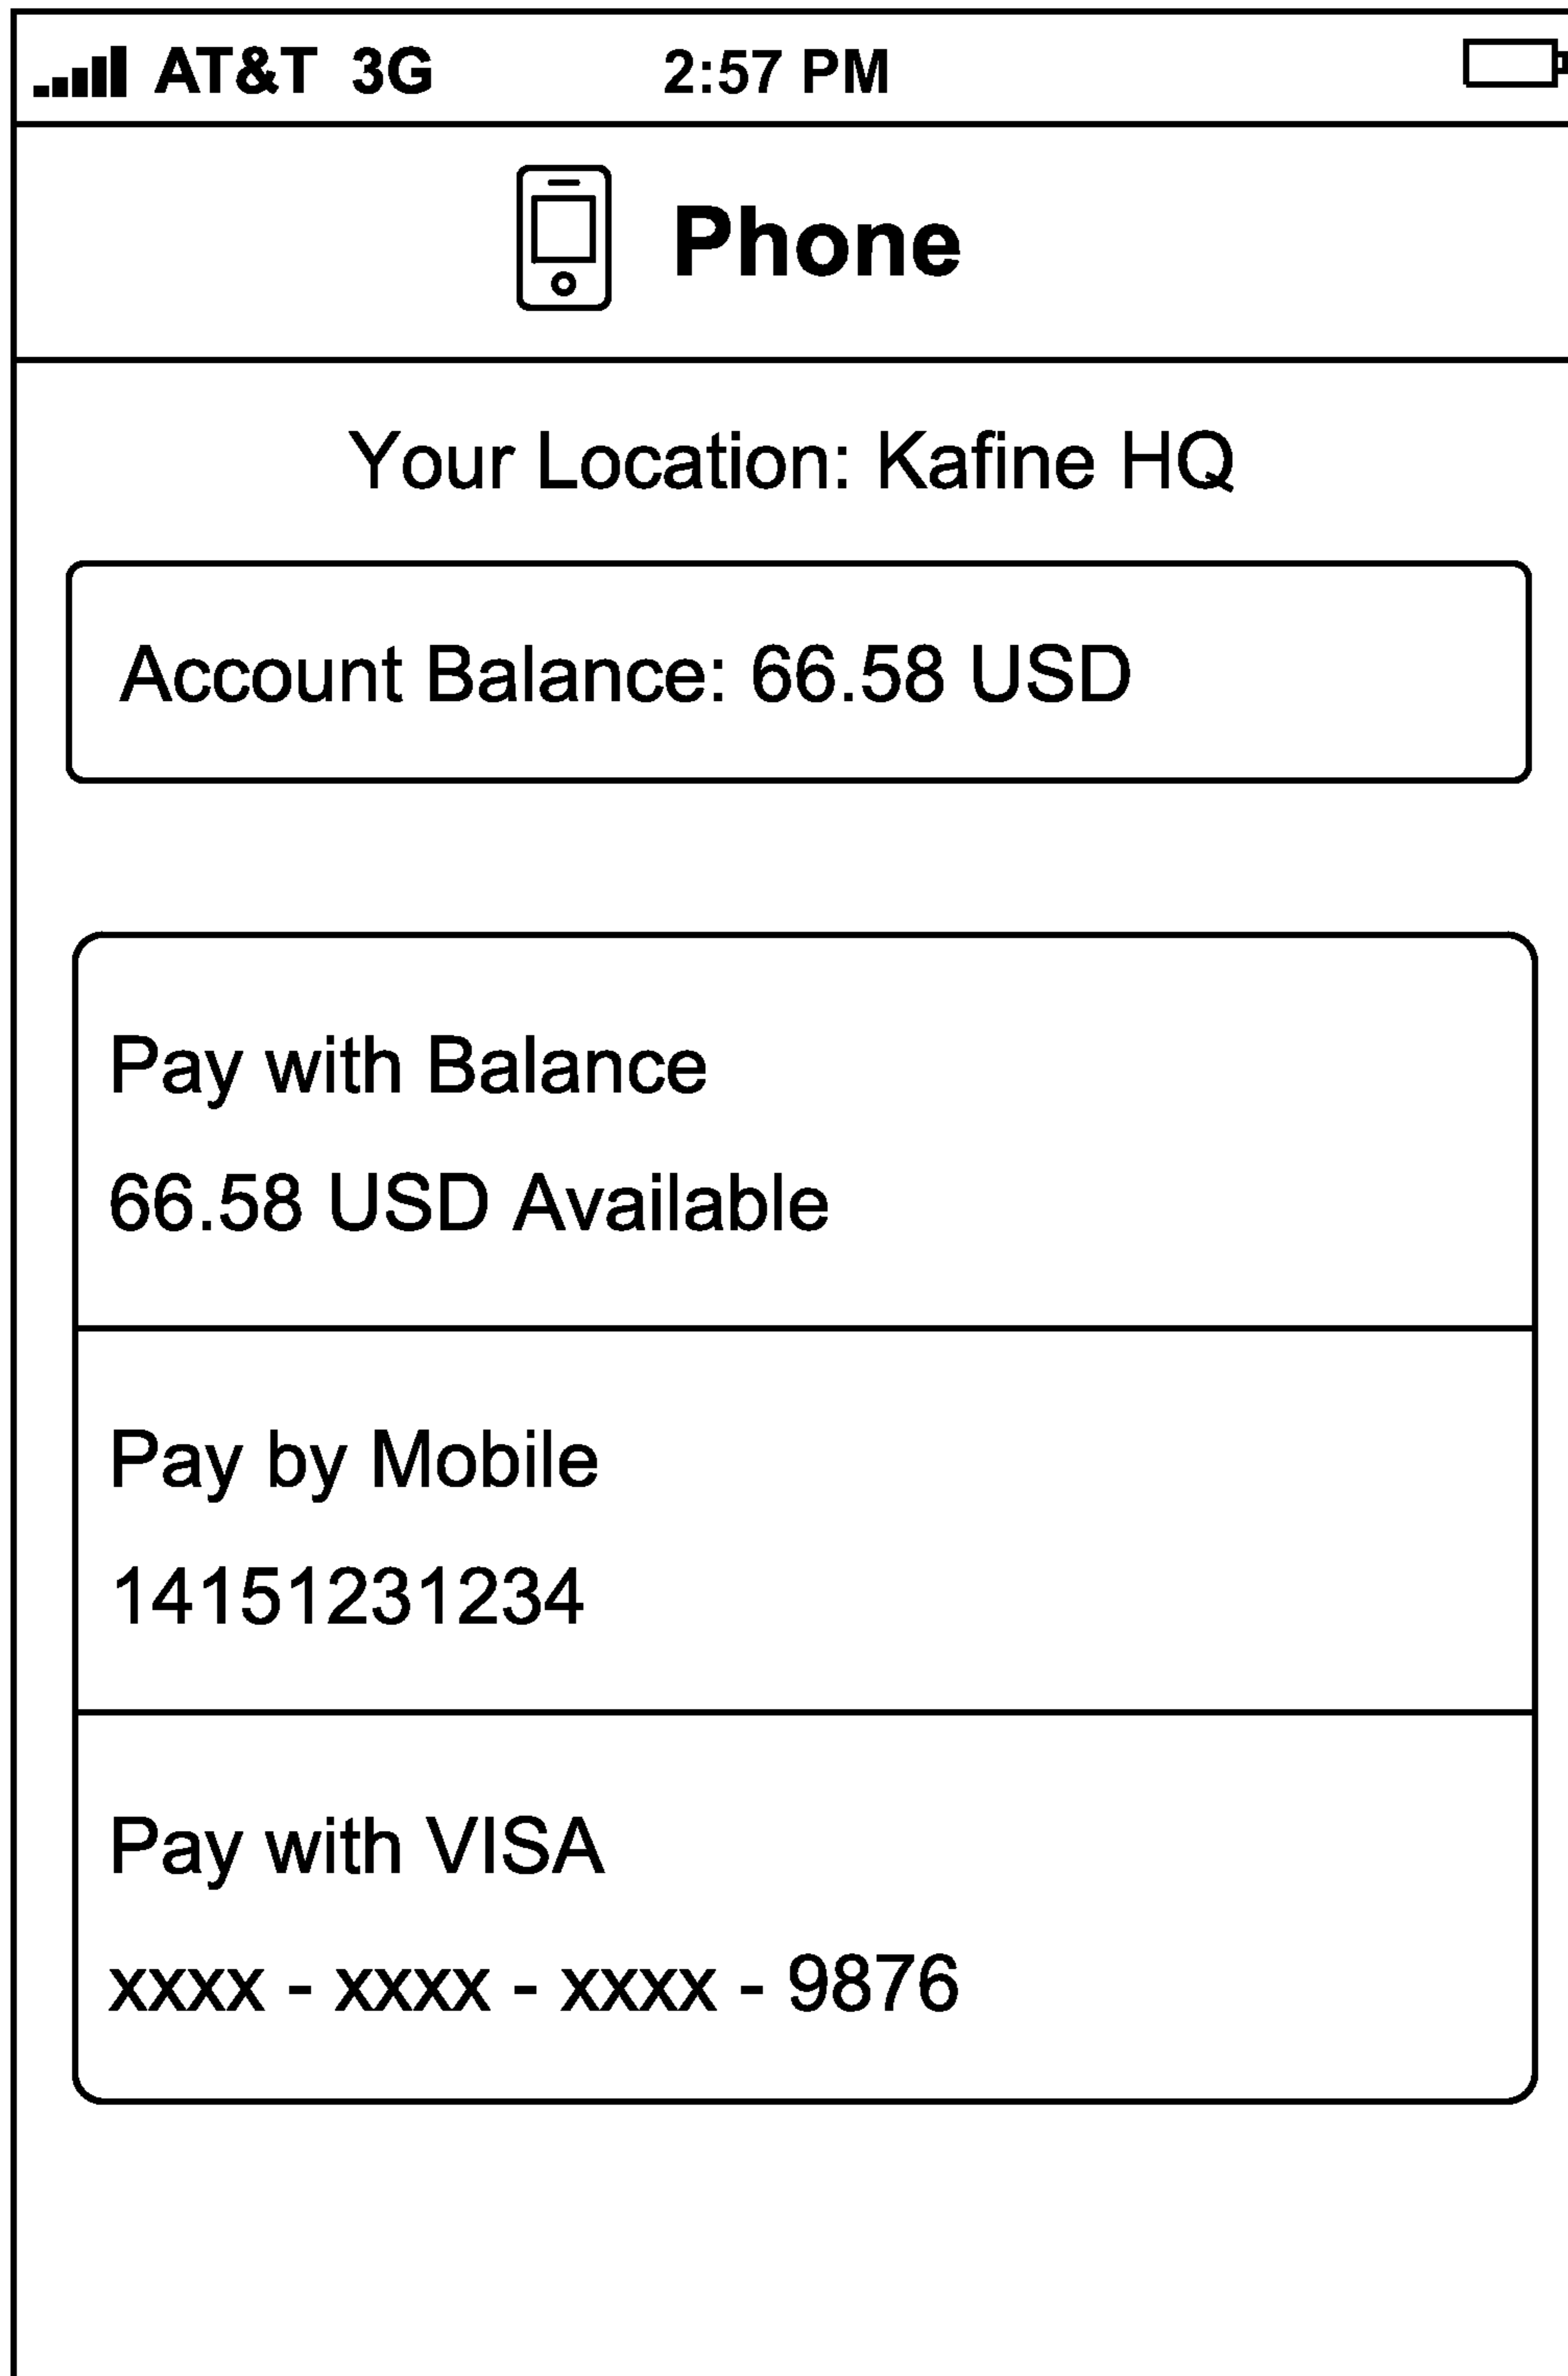 AT&T 3G 2:57 PM
Phone
Your Location: Kafine HQ
Account Balance: 66.58 USD
Pay with Balance
66.58 USD Available
Pay by Mobile
14151231234
Pay with VISA
xxxx - xxxx - xxxx - 9876